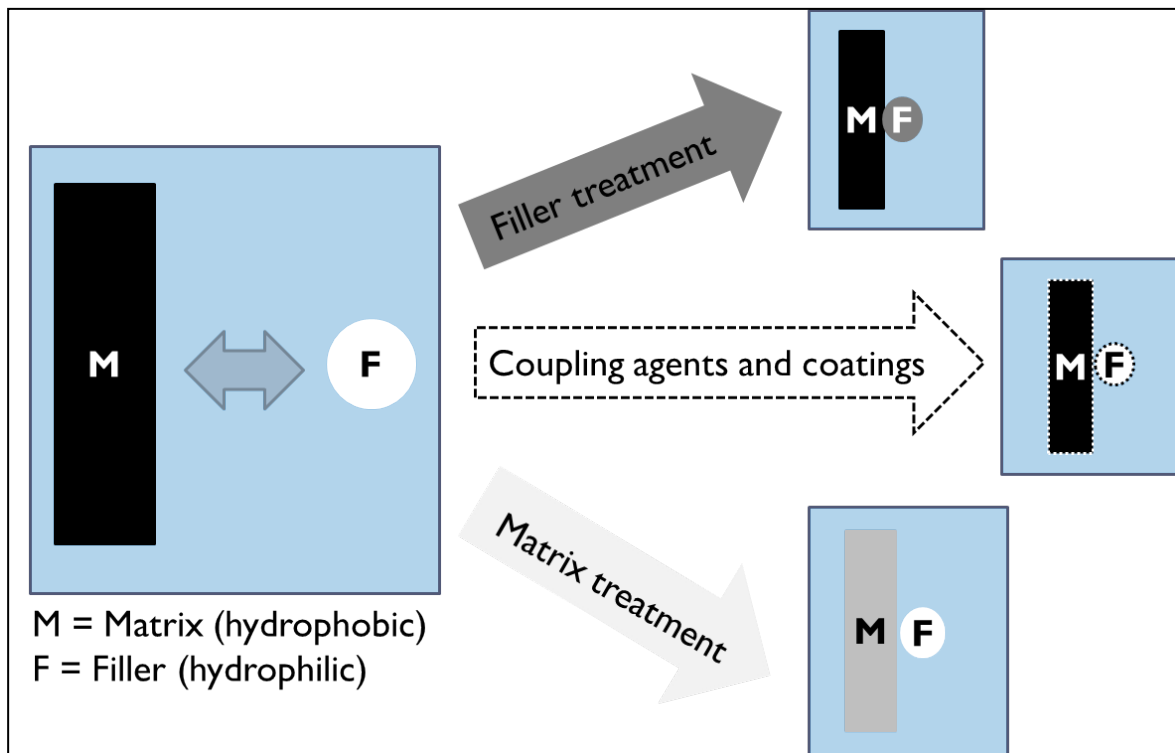 M
F
M = Matrix (hydrophobic)
F = Filler (hydrophilic)
Filler treatment
M F
Coupling agents and coatings
M F
Matrix treatment
M F